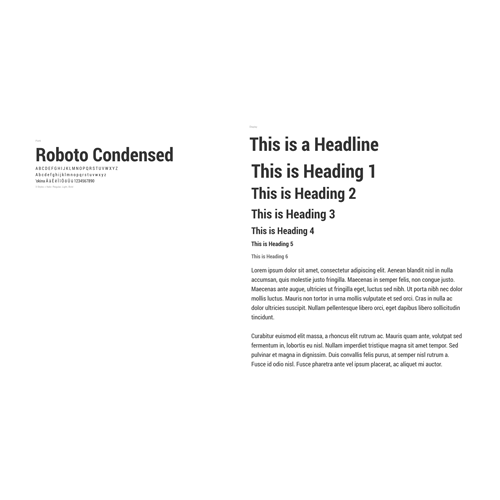 Roboto Condensed
A B C D E F G H I J K L M N O P Q R S T U V W X Y Z
A b c d e f g h i j k l m n o p q r s t u v w x y z
1234567890
This is a Headline
This is Heading 1
This is Heading 2
This is Heading 3
This is Heading 4
This is Heading 5
This is Heading 6
Lorem ipsum dolor sit amet, consectetur adipiscing elit. Aenean blandit nisl in nulla
accumsan, quis molestie justo fringilla. Maecenas in semper felis, non congue justo.
Maecenas ante augue, ultricies ut fringilla eget, luctus sed nibh. Ut porta nibh nec dolor
mollis luctus. Mauris non tortor in urna mollis vulputate et sed orci. Cras in nulla ac
dolor ultricies suscipit. Nullam pellentesque libero orci, eget dapibus libero sollicitudin
tincidunt.
Curabitur euismod elit massa, a rhoncus elit rutrum ac. Mauris quam ante, volutpat sed
fermentum in, lobortis eu nisl. Nullam imperdiet tristique magna sit amet tempor. Sed
pulvinar et magna in dignissim. Duis convallis felis purus, at semper nisl rutrum a.
Fusce id odio nisl. Fusce pharetra ante vel ipsum placerat, ac aliquet mi auctor.